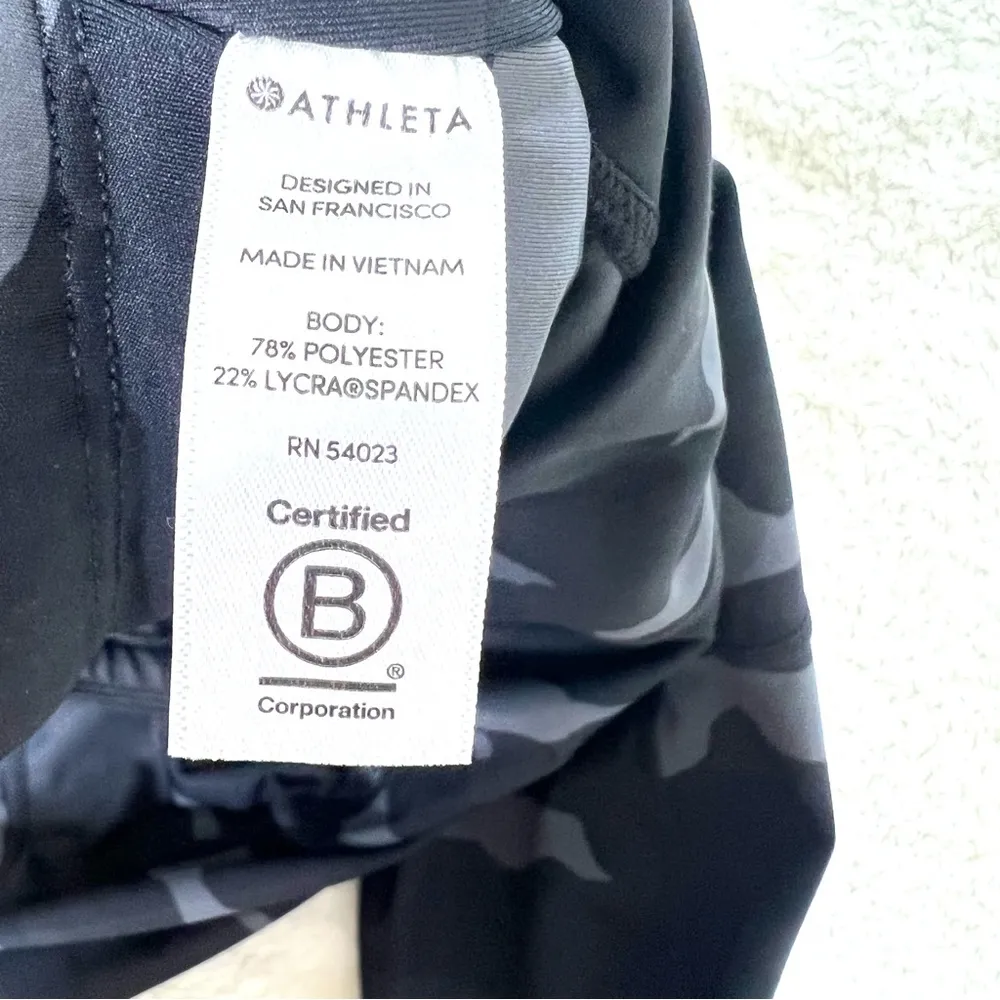 ATHLETA
DESIGNED IN
SAN FRANCISCO
MADE IN VIETNAM
BODY:
78% POLYESTER
22% LYCRA®SPANDEX
RN 54023
Certified
B
®
Corporation